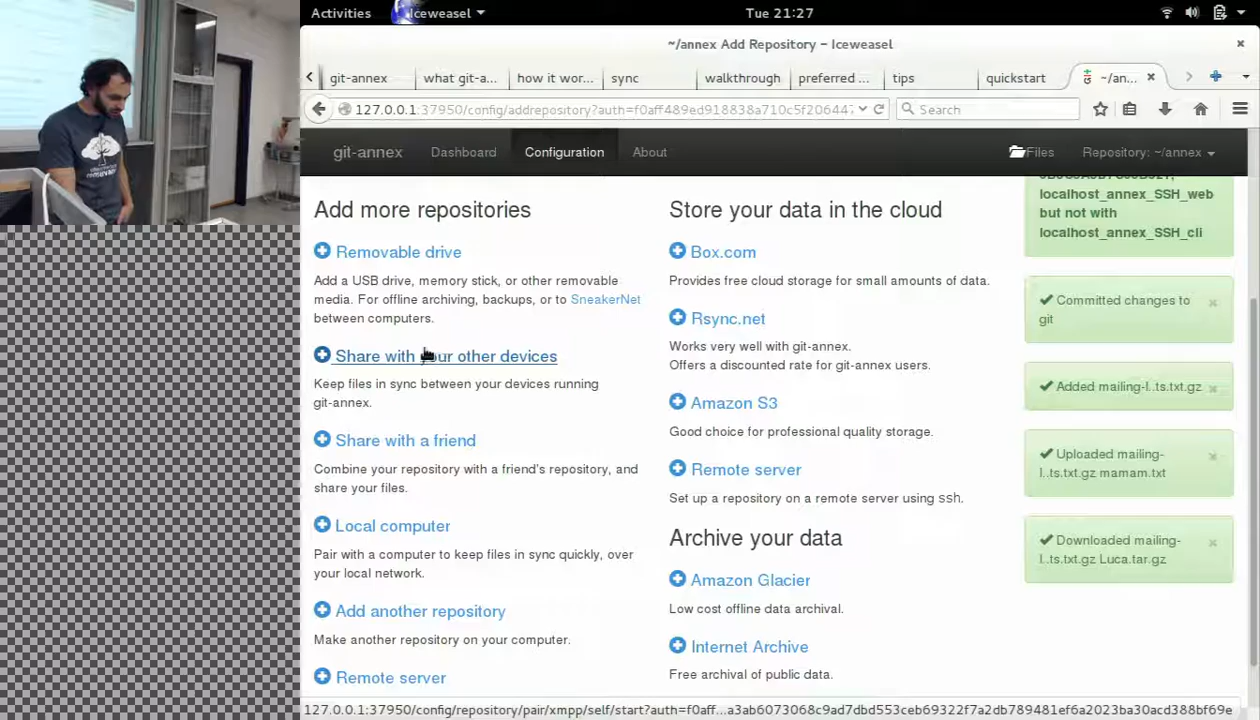 Activities
Iceweasel
Tue 21:27
~/annex Add Repository – Iceweasel
git-annex
what git-a...
how it wor...
sync
walkthrough
preferred ...
tips
quickstart
~/an...
127.0.0.1:37950/config/addrepository?auth=f0aff489ed918838a710c5f206447
Search
git-annex
Dashboard
Configuration
About
Files
Repository: ~/annex
Add more repositories
Removable drive
Add a USB drive, memory stick, or other removable
media. For offline archiving, backups, or to SneakerNet
between computers.
Share with your other devices
Keep files in sync between your devices running
git-annex.
Share with a friend
Combine your repository with a friend's repository, and
share your files.
Local computer
Pair with a computer to keep files in sync quickly, over
your local network.
Add another repository
Make another repository on your computer.
Remote server
Store your data in the cloud
Box.com
Provides free cloud storage for small amounts of data.
Rsync.net
Works very well with git-annex.
Offers a discounted rate for git-annex users.
Amazon S3
Good choice for professional quality storage.
Remote server
Set up a repository on a remote server using ssh.
Archive your data
Amazon Glacier
Low cost offline data archival.
Internet Archive
Free archival of public data.
localhost_annex_SSH_web
but not with
localhost_annex_SSH_cli
Committed changes to
git
Added mailing-l..ts.txt.gz
Uploaded mailing-
l..ts.txt.gz mamam.txt
Downloaded mailing-
l..ts.txt.gz Luca.tar.gz
127.0.0.1:37950/config/repository/pair/xmpp/self/start?auth=f0aff...a3ab6073068c9ad7dbd553ceb69322f7a2db789481ef6a2023ba30acd388bf69e